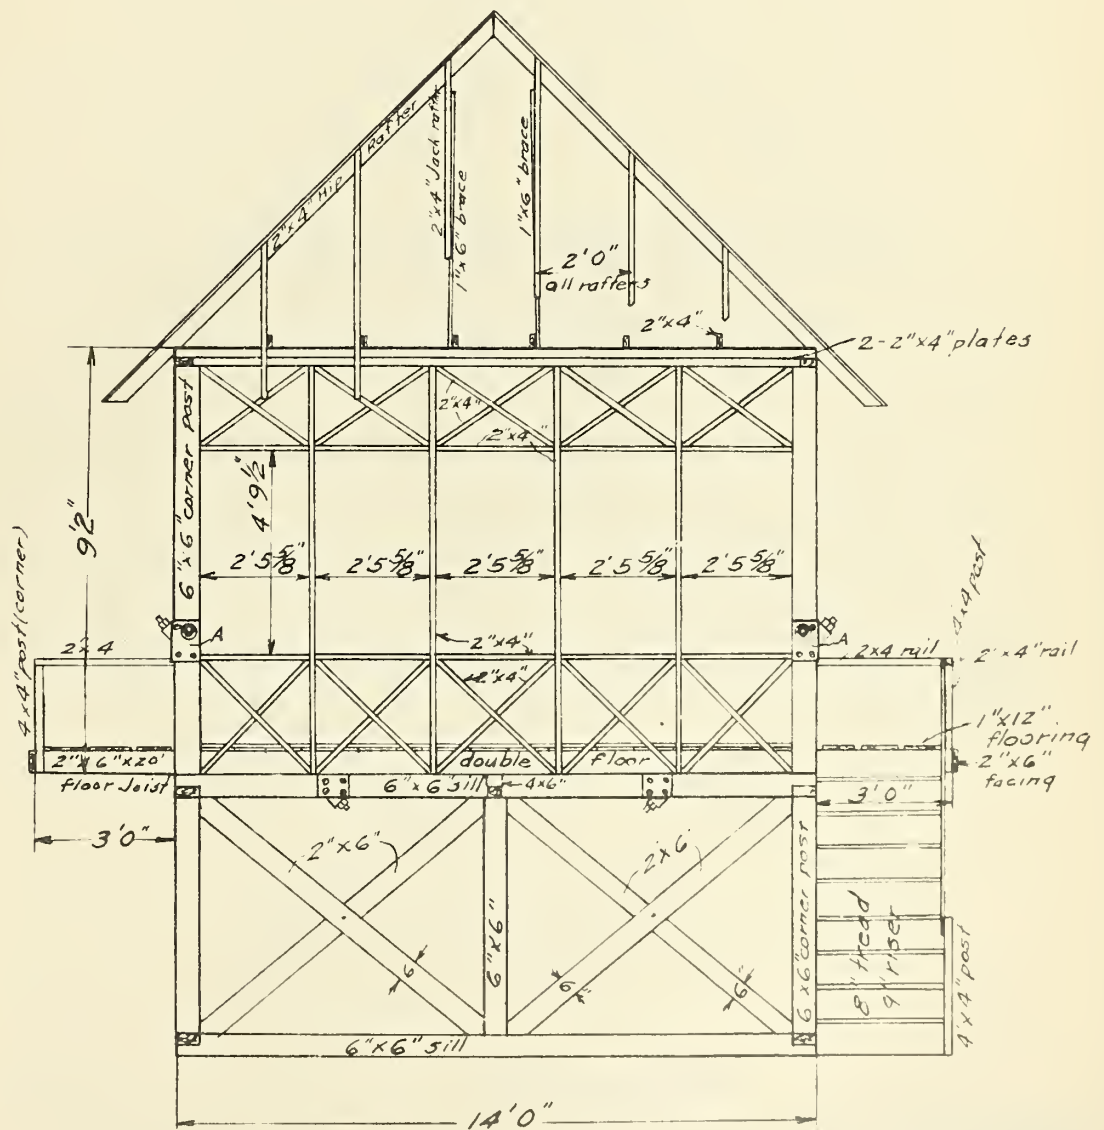 2"x4" Hip Rafter
2"x4" Jack rafter
1"x6" brace
1"x6" brace
2'0"
all rafters
2"x4"
2-2"x4" plates
6"x6" corner post
2"x4"
2"x4"
9'2"
4'9½"
2'5⅝"
2'5⅝"
2'5⅝"
2'5⅝"
2'5⅝"
4x4" post (corner)
A
A
4x4 post
2x4
2"x4"
2x4 rail
2"x4" rail
2"x4"
1"x12"
flooring
2"x6"x20'
floor Joist
double floor
2"x6"
facing
6"x6" sill
4x6"
3'0"
3'0"
2"x6"
2x6
6"x6"
6"x6" corner post
8" tread
9" riser
4"x4" post
6"
6"
6"
6"x6" sill
14'0"